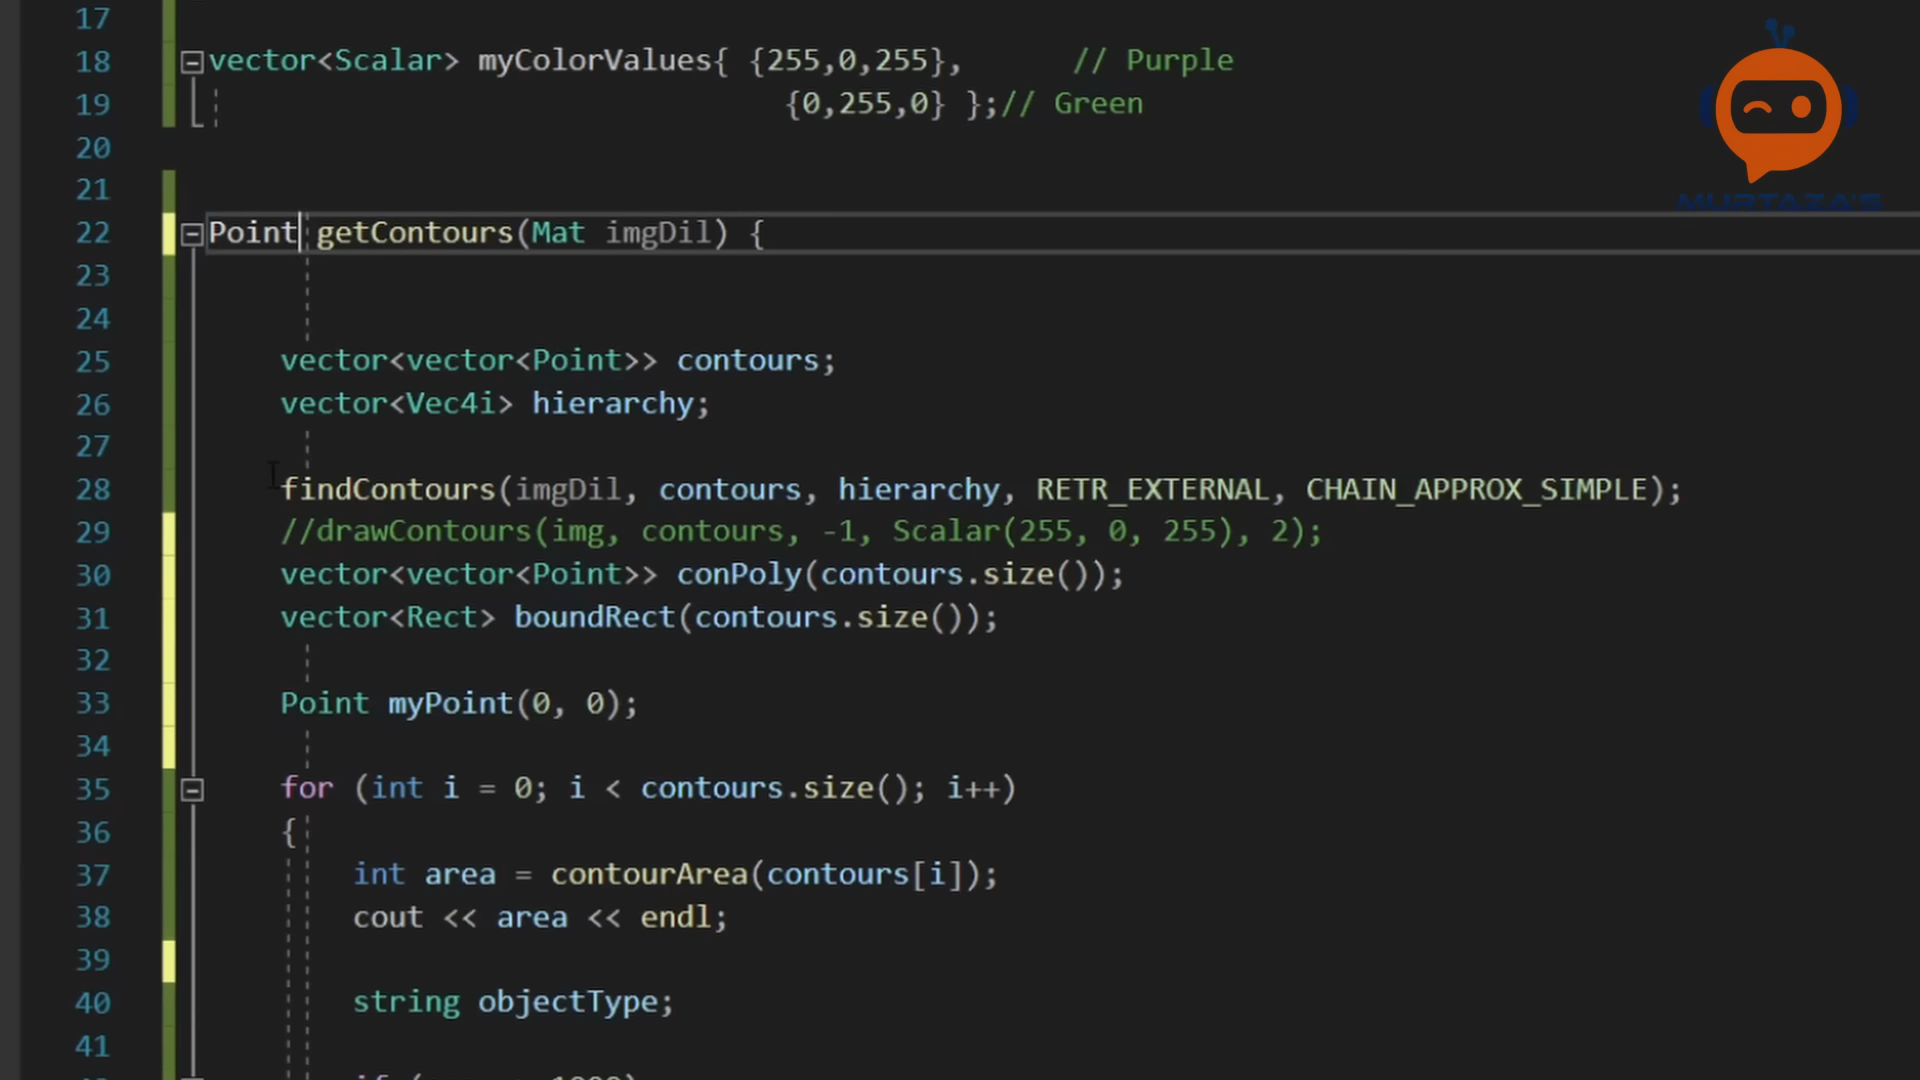 17
18 vector<Scalar> myColorValues{ {255,0,255}, // Purple
19 {0,255,0} };// Green
20
21
22 Point getContours(Mat imgDil) {
23
24
25 vector<vector<Point>> contours;
26 vector<Vec4i> hierarchy;
27
28 findContours(imgDil, contours, hierarchy, RETR_EXTERNAL, CHAIN_APPROX_SIMPLE);
29 //drawContours(img, contours, -1, Scalar(255, 0, 255), 2);
30 vector<vector<Point>> conPoly(contours.size());
31 vector<Rect> boundRect(contours.size());
32
33 Point myPoint(0, 0);
34
35 for (int i = 0; i < contours.size(); i++)
36 {
37 int area = contourArea(contours[i]);
38 cout << area << endl;
39
40 string objectType;
41
MURTAZA'S